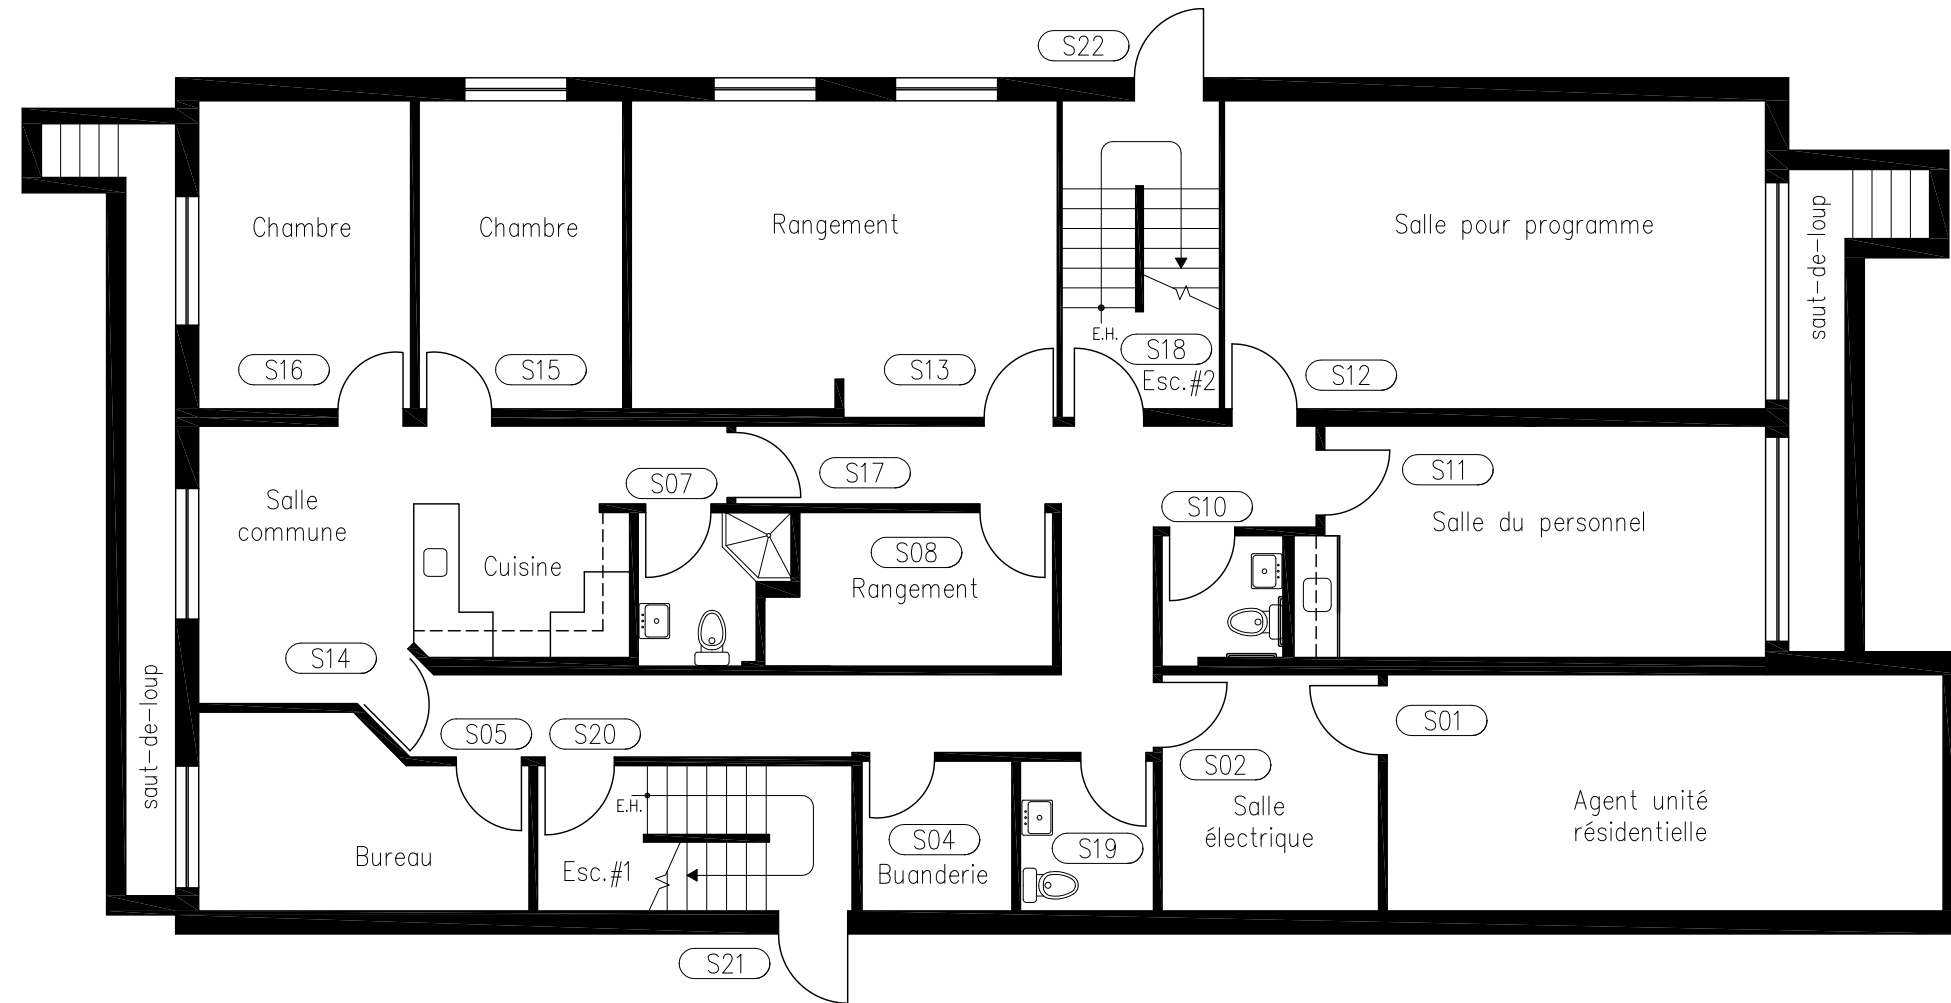 S22
Chambre
Chambre
Rangement
Salle pour programme
saut-de-loup
E.H.
S18
Esc.#2
S16
S15
S13
S12
S07
S17
S11
S10
Salle
commune
Salle du personnel
Cuisine
S08
Rangement
S14
saut-de-loup
S05
S20
S01
S02
E.H.
Salle
électrique
Agent unité
résidentielle
Bureau
Esc.#1
S04
Buanderie
S19
S21